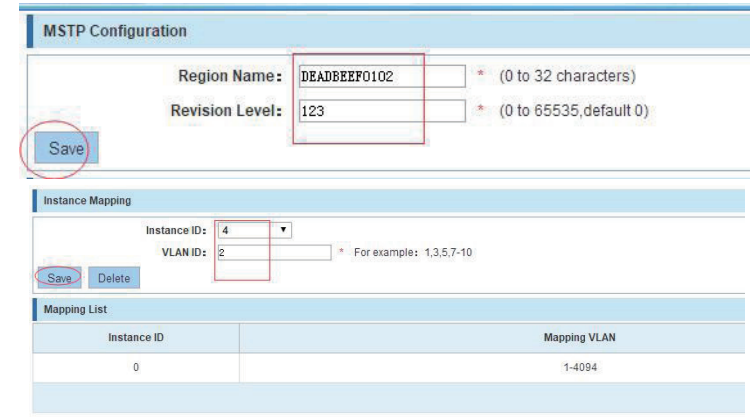 MSTP Configuration
Region Name: DEADBEEF0102 * (0 to 32 characters)
Revision Level: 123 * (0 to 65535,default 0)
Save
Instance Mapping
Instance ID: 4
VLAN ID: 2 * For example: 1,3,5,7-10
Save Delete
Mapping List
Instance ID Mapping VLAN
0 1-4094